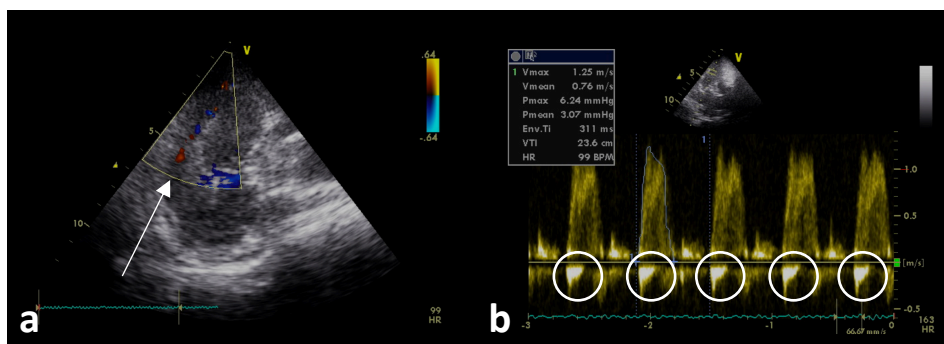 V
.64
-.64
5
10
99
HR
a
V
5
10
1 Vmax 1.25 m/s
Vmean 0.76 m/s
Pmax 6.24 mmHg
Pmean 3.07 mmHg
Env.Ti 311 ms
VTI 23.6 cm
HR 99 BPM
1
1.0
0.5
[m/s]
-0.5
-3
-2
-1
0
66.67 mm/s
163
HR
b